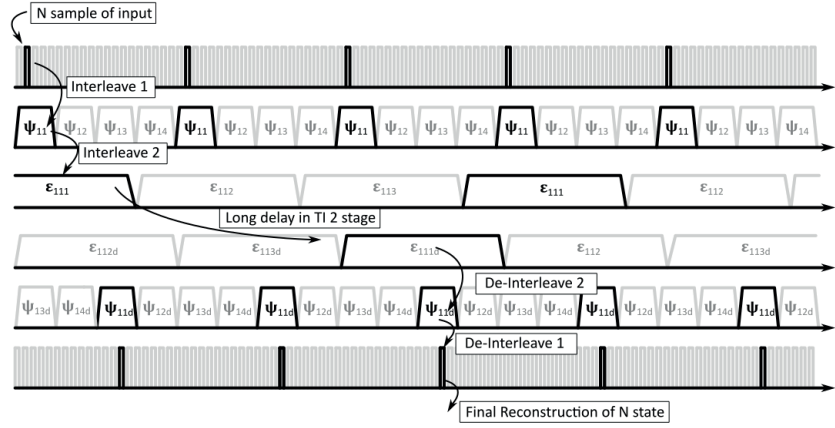 N sample of input
Interleave 1
ψ11 ψ12 ψ13 ψ14 ψ11 ψ12 ψ13 ψ14 ψ11 ψ12 ψ13 ψ14 ψ11 ψ12 ψ13 ψ14 ψ11 ψ12 ψ13 ψ14
Interleave 2
ε111 ε112 ε113 ε111 ε112
Long delay in TI 2 stage
ε112d ε113d ε111d ε112 ε113d
De-Interleave 2
ψ13d ψ14d ψ11d ψ12d ψ13d ψ14d ψ11d ψ12d ψ13d ψ14d ψ11d ψ12d ψ13d ψ14d ψ11d ψ12d ψ13d ψ14d ψ11d ψ12d
De-Interleave 1
Final Reconstruction of N state